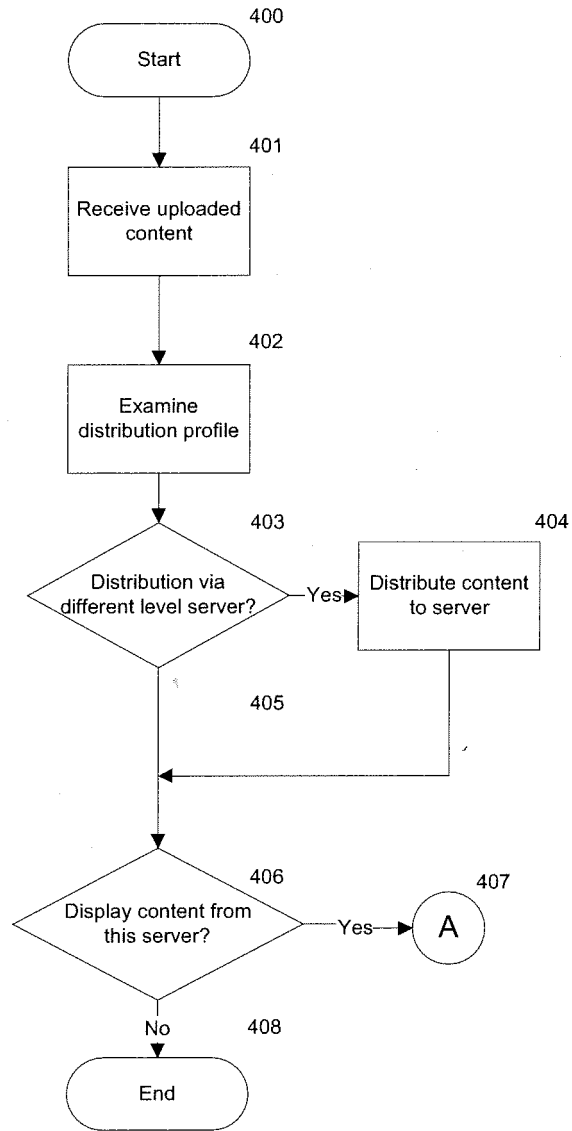 400
Start
401
Receive uploaded
content
402
Examine
distribution profile
403
Distribution via
different level server?
Yes
404
Distribute content
to server
405
406
Display content from
this server?
Yes
407
A
No
408
End